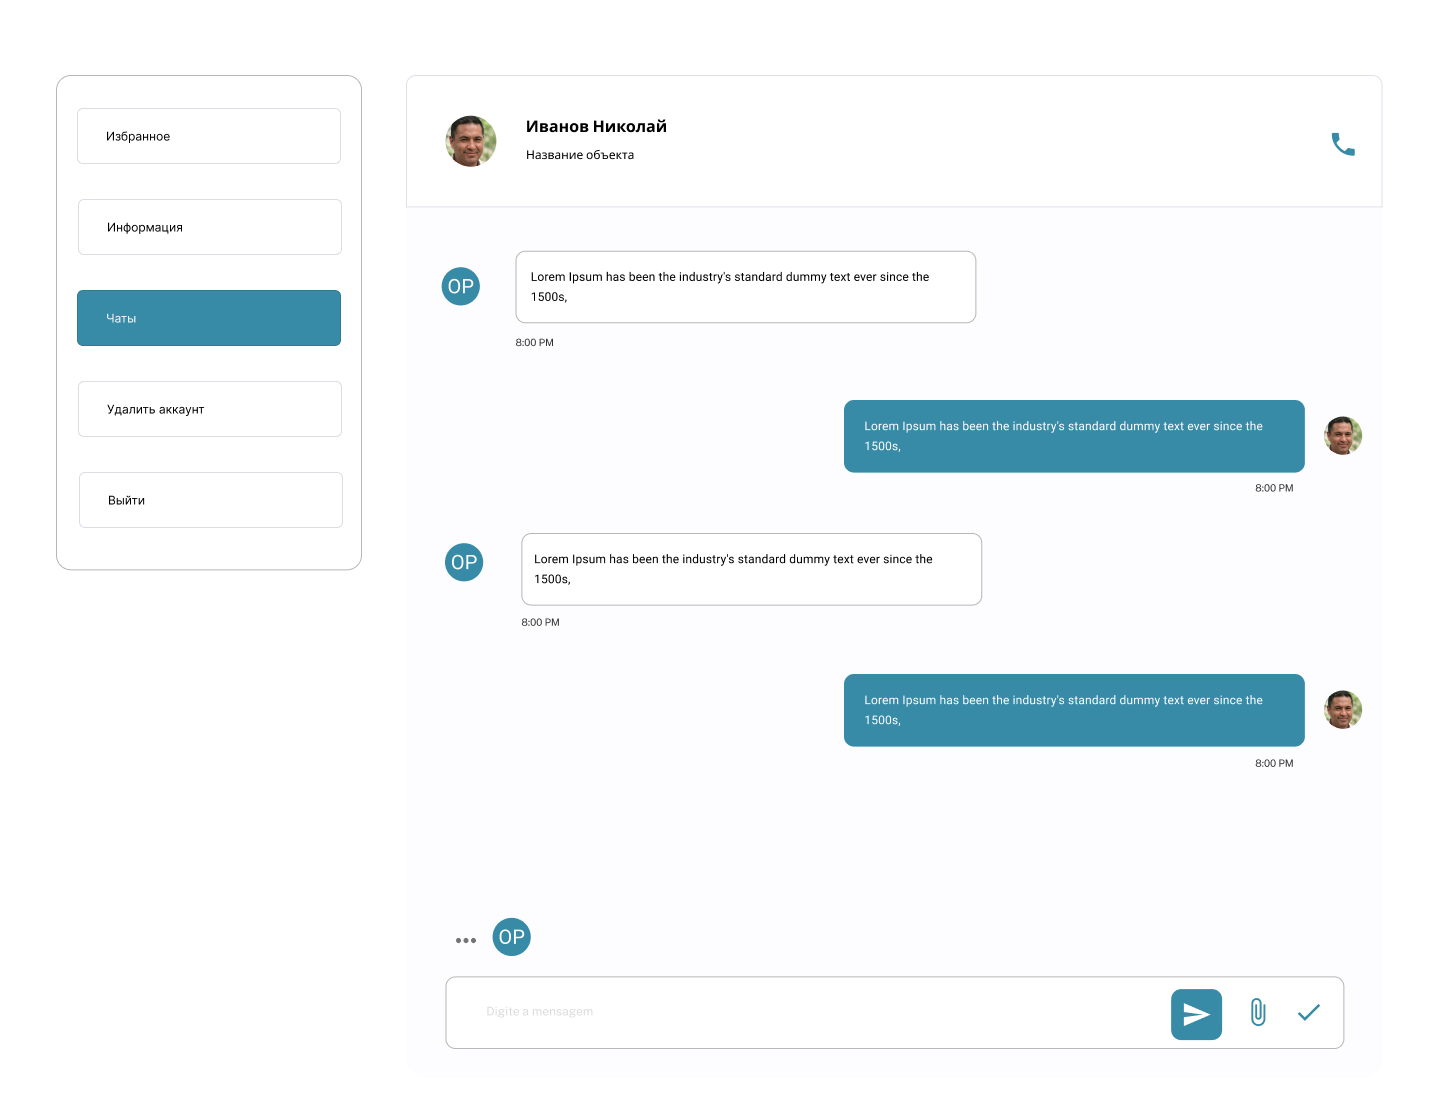 Избранное
Информация
Чаты
Удалить аккаунт
Выйти
Иванов Николай
Название объекта
OP
Lorem Ipsum has been the industry's standard dummy text ever since the
1500s,
8:00 PM
Lorem Ipsum has been the industry's standard dummy text ever since the
1500s,
8:00 PM
OP
Lorem Ipsum has been the industry's standard dummy text ever since the
1500s,
8:00 PM
Lorem Ipsum has been the industry's standard dummy text ever since the
1500s,
8:00 PM
OP
Digite a mensagem